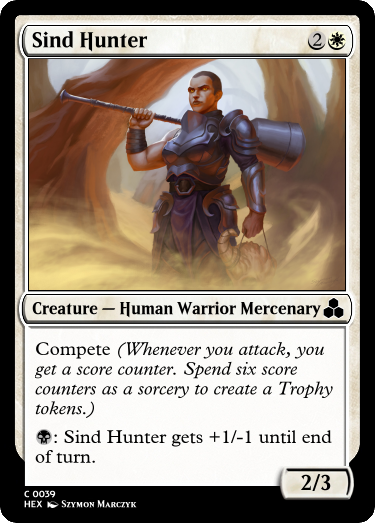 Sind Hunter 2
Creature — Human Warrior Mercenary
Compete (Whenever you attack, you
get a score counter. Spend six score
counters as a sorcery to create a Trophy
tokens.)
: Sind Hunter gets +1/-1 until end
of turn.
2/3
C 0039
HEX Szymon Marczyk